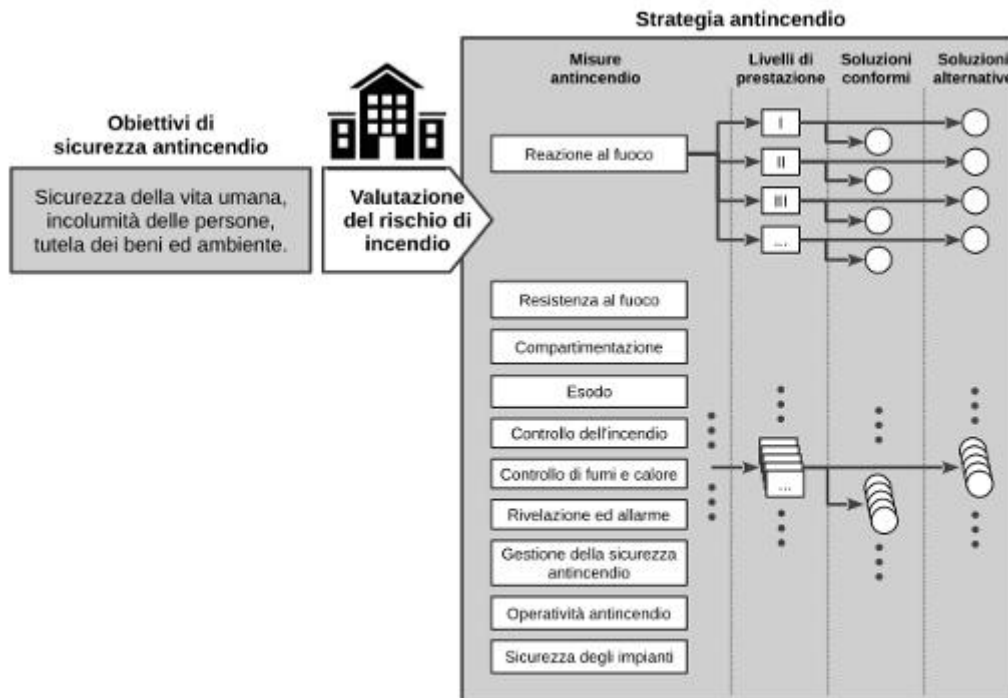 Strategia antincendio
Misure
antincendio
Livelli di
prestazione
Soluzioni
conformi
Soluzioni
alternative
Obiettivi di
sicurezza antincendio
Sicurezza della vita umana,
incolumità delle persone,
tutela dei beni ed ambiente.
Valutazione
del rischio di
incendio
Reazione al fuoco
I
II
III
...
Resistenza al fuoco
Compartimentazione
Esodo
Controllo dell'incendio
Controllo di fumi e calore
...
Rivelazione ed allarme
Gestione della sicurezza
antincendio
Operatività antincendio
Sicurezza degli impianti